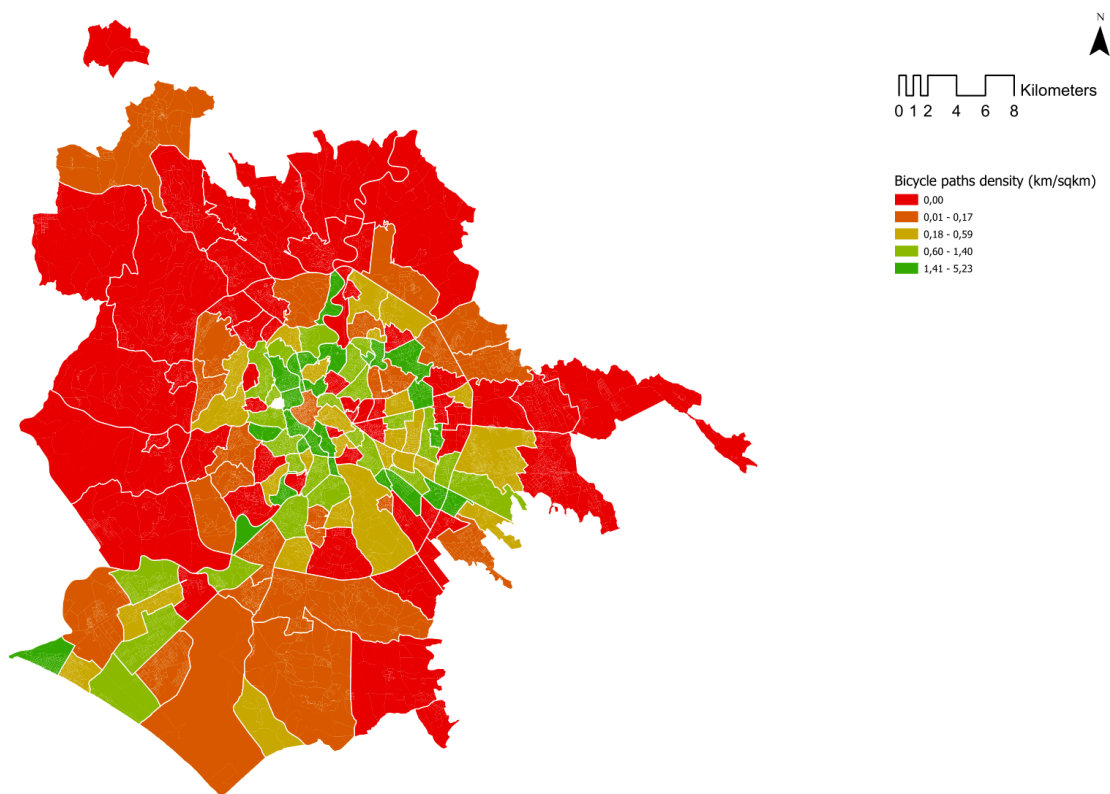 N
Kilometers
0 1 2 4 6 8
Bicycle paths density (km/sqkm)
0,00
0,01 - 0,17
0,18 - 0,59
0,60 - 1,40
1,41 - 5,23